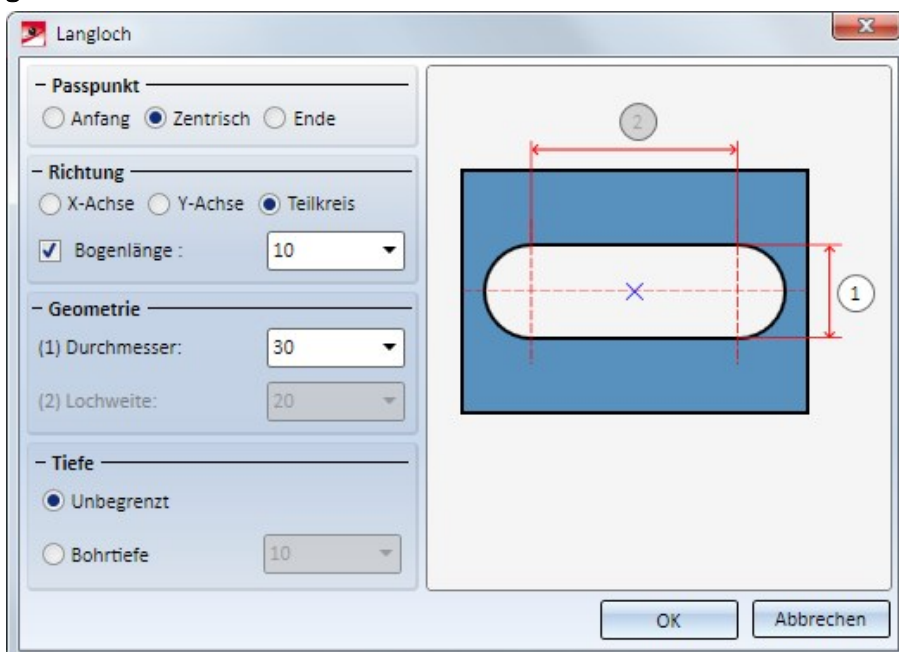 Langloch
Passpunkt
Anfang Zentrisch Ende
Richtung
X-Achse Y-Achse Teilkreis
Bogenlänge : 10
Geometrie
(1) Durchmesser: 30
(2) Lochweite: 20
Tiefe
Unbegrenzt
Bohrtiefe 10
2
1
OK Abbrechen